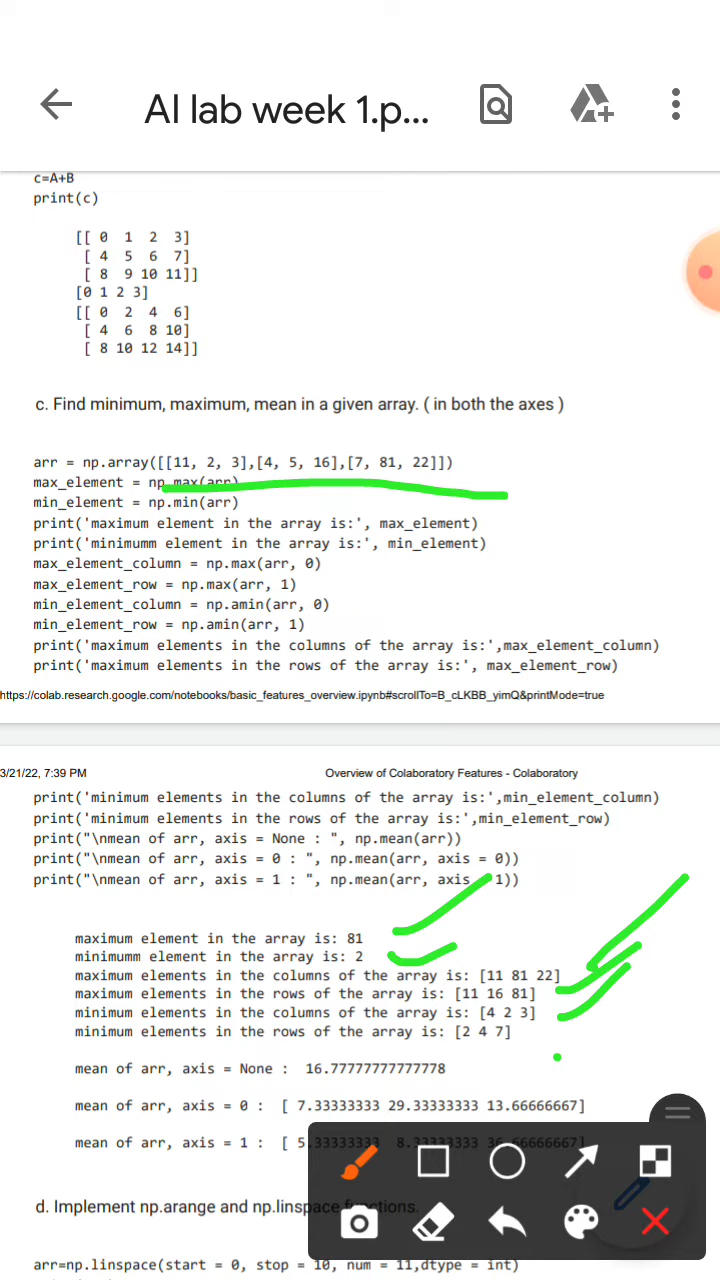 AI lab week 1.p...
c=A+B
print(c)
[[ 0 1 2 3]
[ 4 5 6 7]
[ 8 9 10 11]]
[0 1 2 3]
[[ 0 2 4 6]
[ 4 6 8 10]
[ 8 10 12 14]]
c. Find minimum, maximum, mean in a given array. ( in both the axes )
arr = np.array([[11, 2, 3],[4, 5, 16],[7, 81, 22]])
max_element = np.max(arr)
min_element = np.min(arr)
print('maximum element in the array is:', max_element)
print('minimumm element in the array is:', min_element)
max_element_column = np.max(arr, 0)
max_element_row = np.max(arr, 1)
min_element_column = np.amin(arr, 0)
min_element_row = np.amin(arr, 1)
print('maximum elements in the columns of the array is:',max_element_column)
print('maximum elements in the rows of the array is:', max_element_row)
https://colab.research.google.com/notebooks/basic_features_overview.ipynb#scrollTo=B_cLKBB_yimQ&printMode=true
3/21/22, 7:39 PM Overview of Colaboratory Features - Colaboratory
print('minimum elements in the columns of the array is:',min_element_column)
print('minimum elements in the rows of the array is:',min_element_row)
print("\nmean of arr, axis = None : ", np.mean(arr))
print("\nmean of arr, axis = 0 : ", np.mean(arr, axis = 0))
print("\nmean of arr, axis = 1 : ", np.mean(arr, axis 1))
maximum element in the array is: 81
minimumm element in the array is: 2
maximum elements in the columns of the array is: [11 81 22]
maximum elements in the rows of the array is: [11 16 81]
minimum elements in the columns of the array is: [4 2 3]
minimum elements in the rows of the array is: [2 4 7]
mean of arr, axis = None : 16.77777777777778
mean of arr, axis = 0 : [ 7.33333333 29.33333333 13.66666667]
mean of arr, axis = 1 : [ 5.33333333 8.33333333 36.66666667]
d. Implement np.arange and np.linspace functions.
arr=np.linspace(start = 0, stop = 10, num = 11,dtype = int)